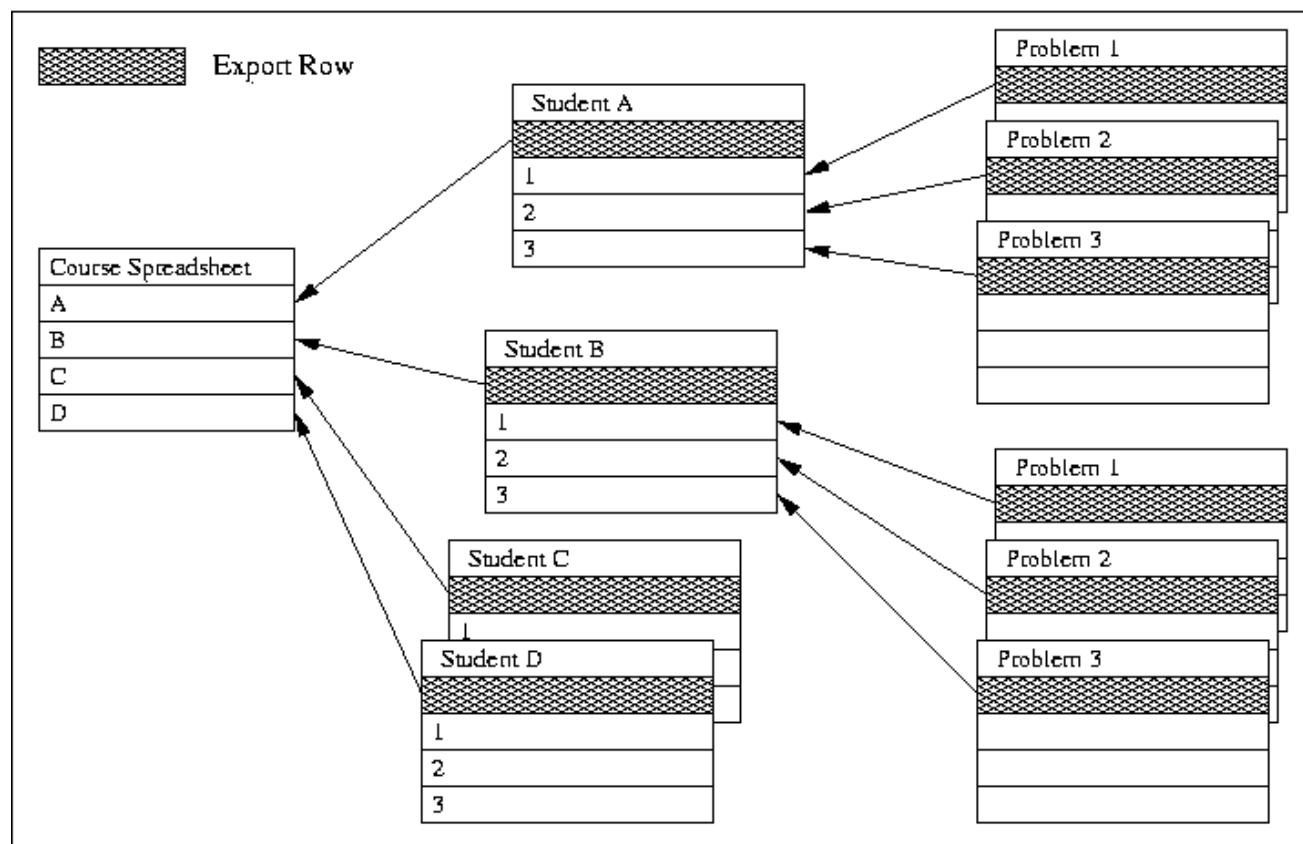 Export Row
Problem 1
Student A
Problem 2
1
2
Problem 3
3
Course Spreadsheet
A
B
C
D
Student B
1
2
3
Problem 1
Student C
Problem 2
1
Student D
Problem 3
1
2
3